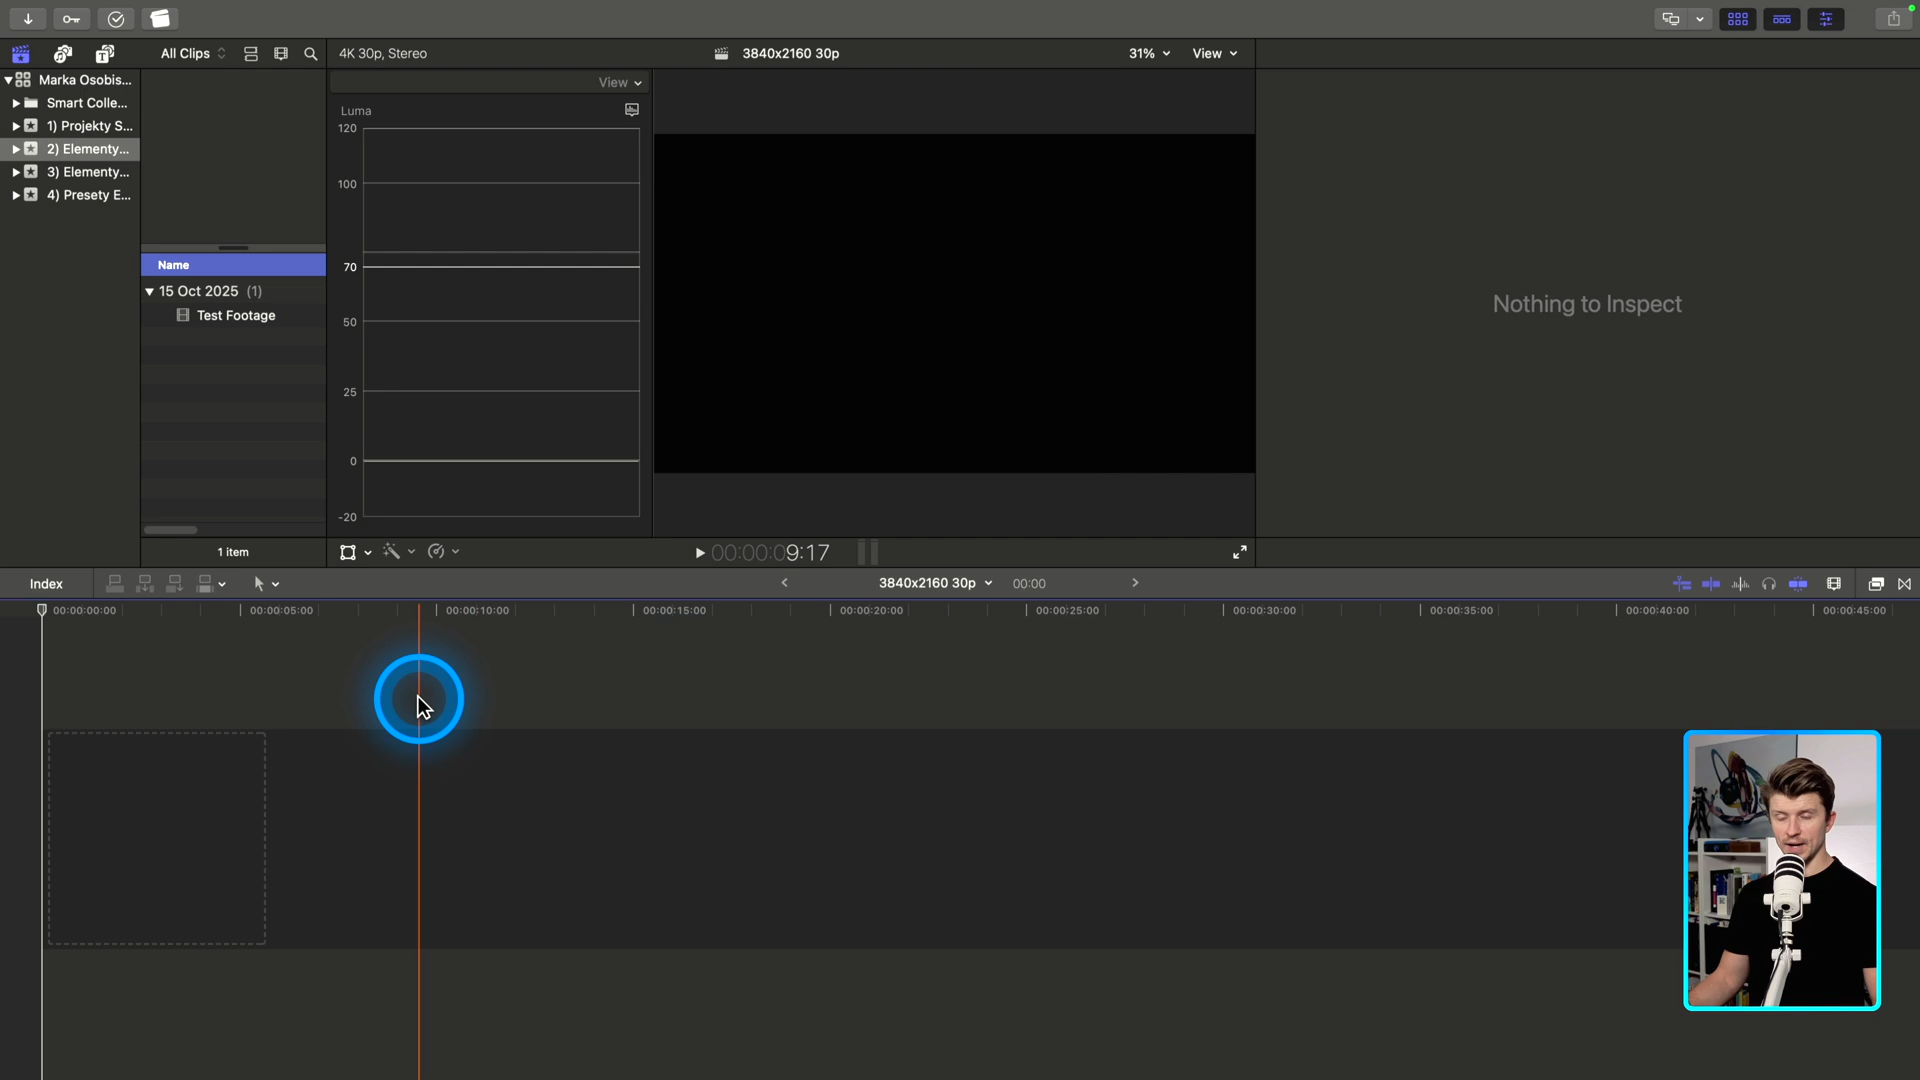 All Clips
4K 30p, Stereo
3840x2160 30p
31%
View
Marka Osobis...
Smart Colle...
1) Projekty S...
2) Elementy...
3) Elementy...
4) Presety E...
View
Luma
120
100
70
50
25
0
-20
Name
15 Oct 2025 (1)
Test Footage
1 item
Nothing to Inspect
00:00:09:17
Index
3840x2160 30p
00:00
00:00:00:00
00:00:05:00
00:00:10:00
00:00:15:00
00:00:20:00
00:00:25:00
00:00:30:00
00:00:35:00
00:00:40:00
00:00:45:00